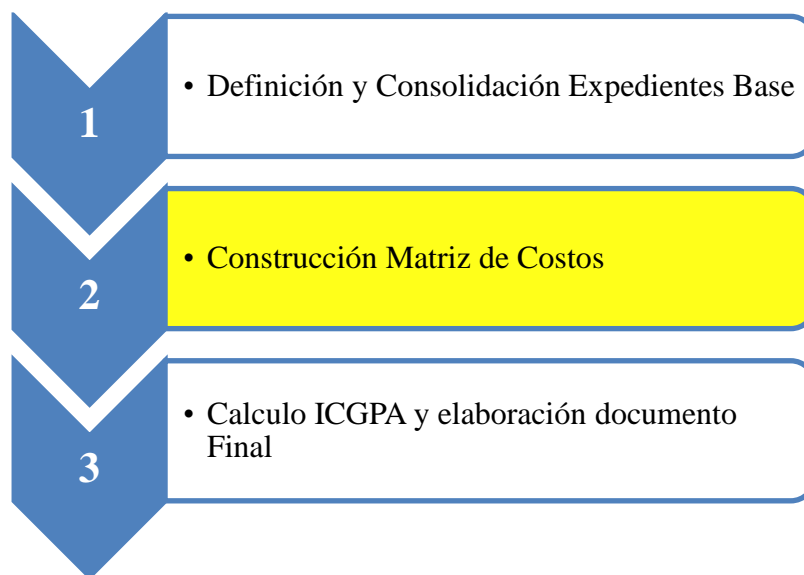 1
• Definición y Consolidación Expedientes Base
2
• Construcción Matriz de Costos
3
• Calculo ICGPA y elaboración documento
Final